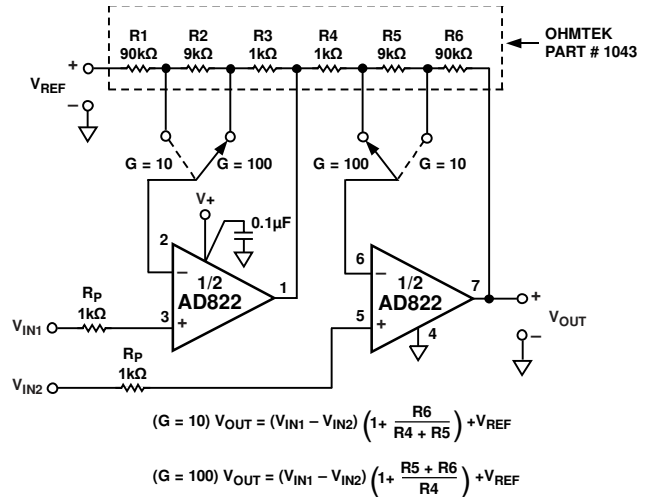 R1 R2 R3 R4 R5 R6
90kΩ 9kΩ 1kΩ 1kΩ 9kΩ 90kΩ
OHMTEK
PART # 1043
+
VREF
–
G = 10
G = 100
G = 100
G = 10
V+
0.1µF
2
–
1/2
AD822
1
3
+
6
–
1/2
AD822
7
5
+
4
+
VOUT
–
RP
1kΩ
VIN1
RP
1kΩ
VIN2
(G = 10) VOUT = (VIN1 – VIN2) (1+ R6 / R4 + R5) +VREF
(G = 100) VOUT = (VIN1 – VIN2) (1+ R5 + R6 / R4) +VREF